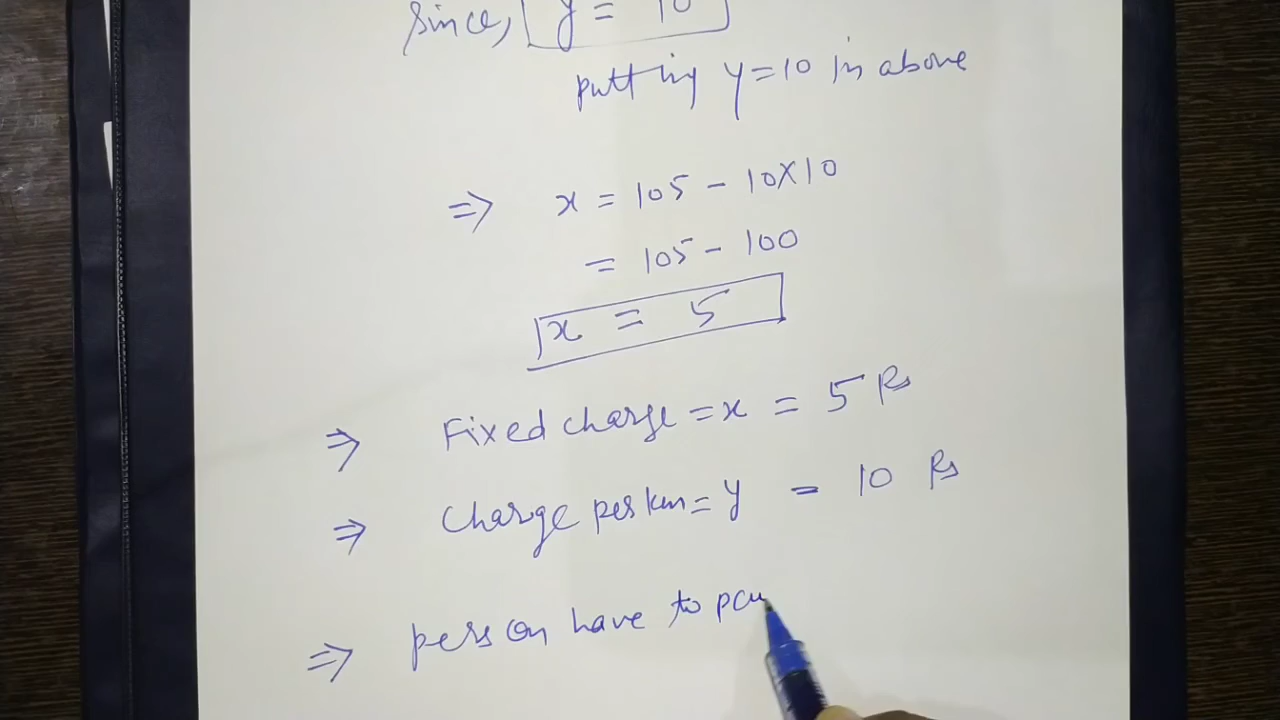 Since, y = 10
putting y=10 in above
⇒ x = 105 - 10×10
= 105 - 100
x = 5
⇒ Fixed charge = x = 5 Rs
⇒ Charge per km = y = 10 Rs
⇒ person have to pay